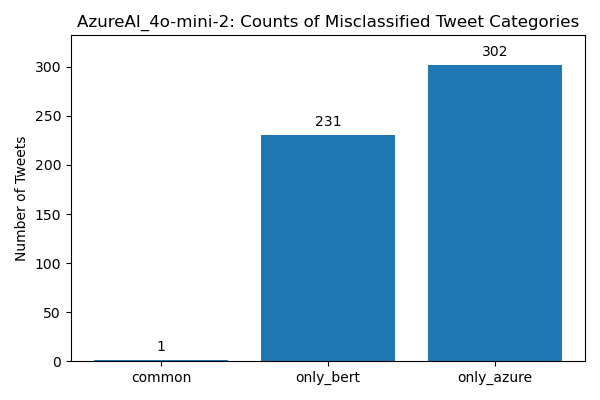 AzureAI_4o-mini-2: Counts of Misclassified Tweet Categories
Number of Tweets
300
250
200
150
100
50
0
1
231
302
common
only_bert
only_azure